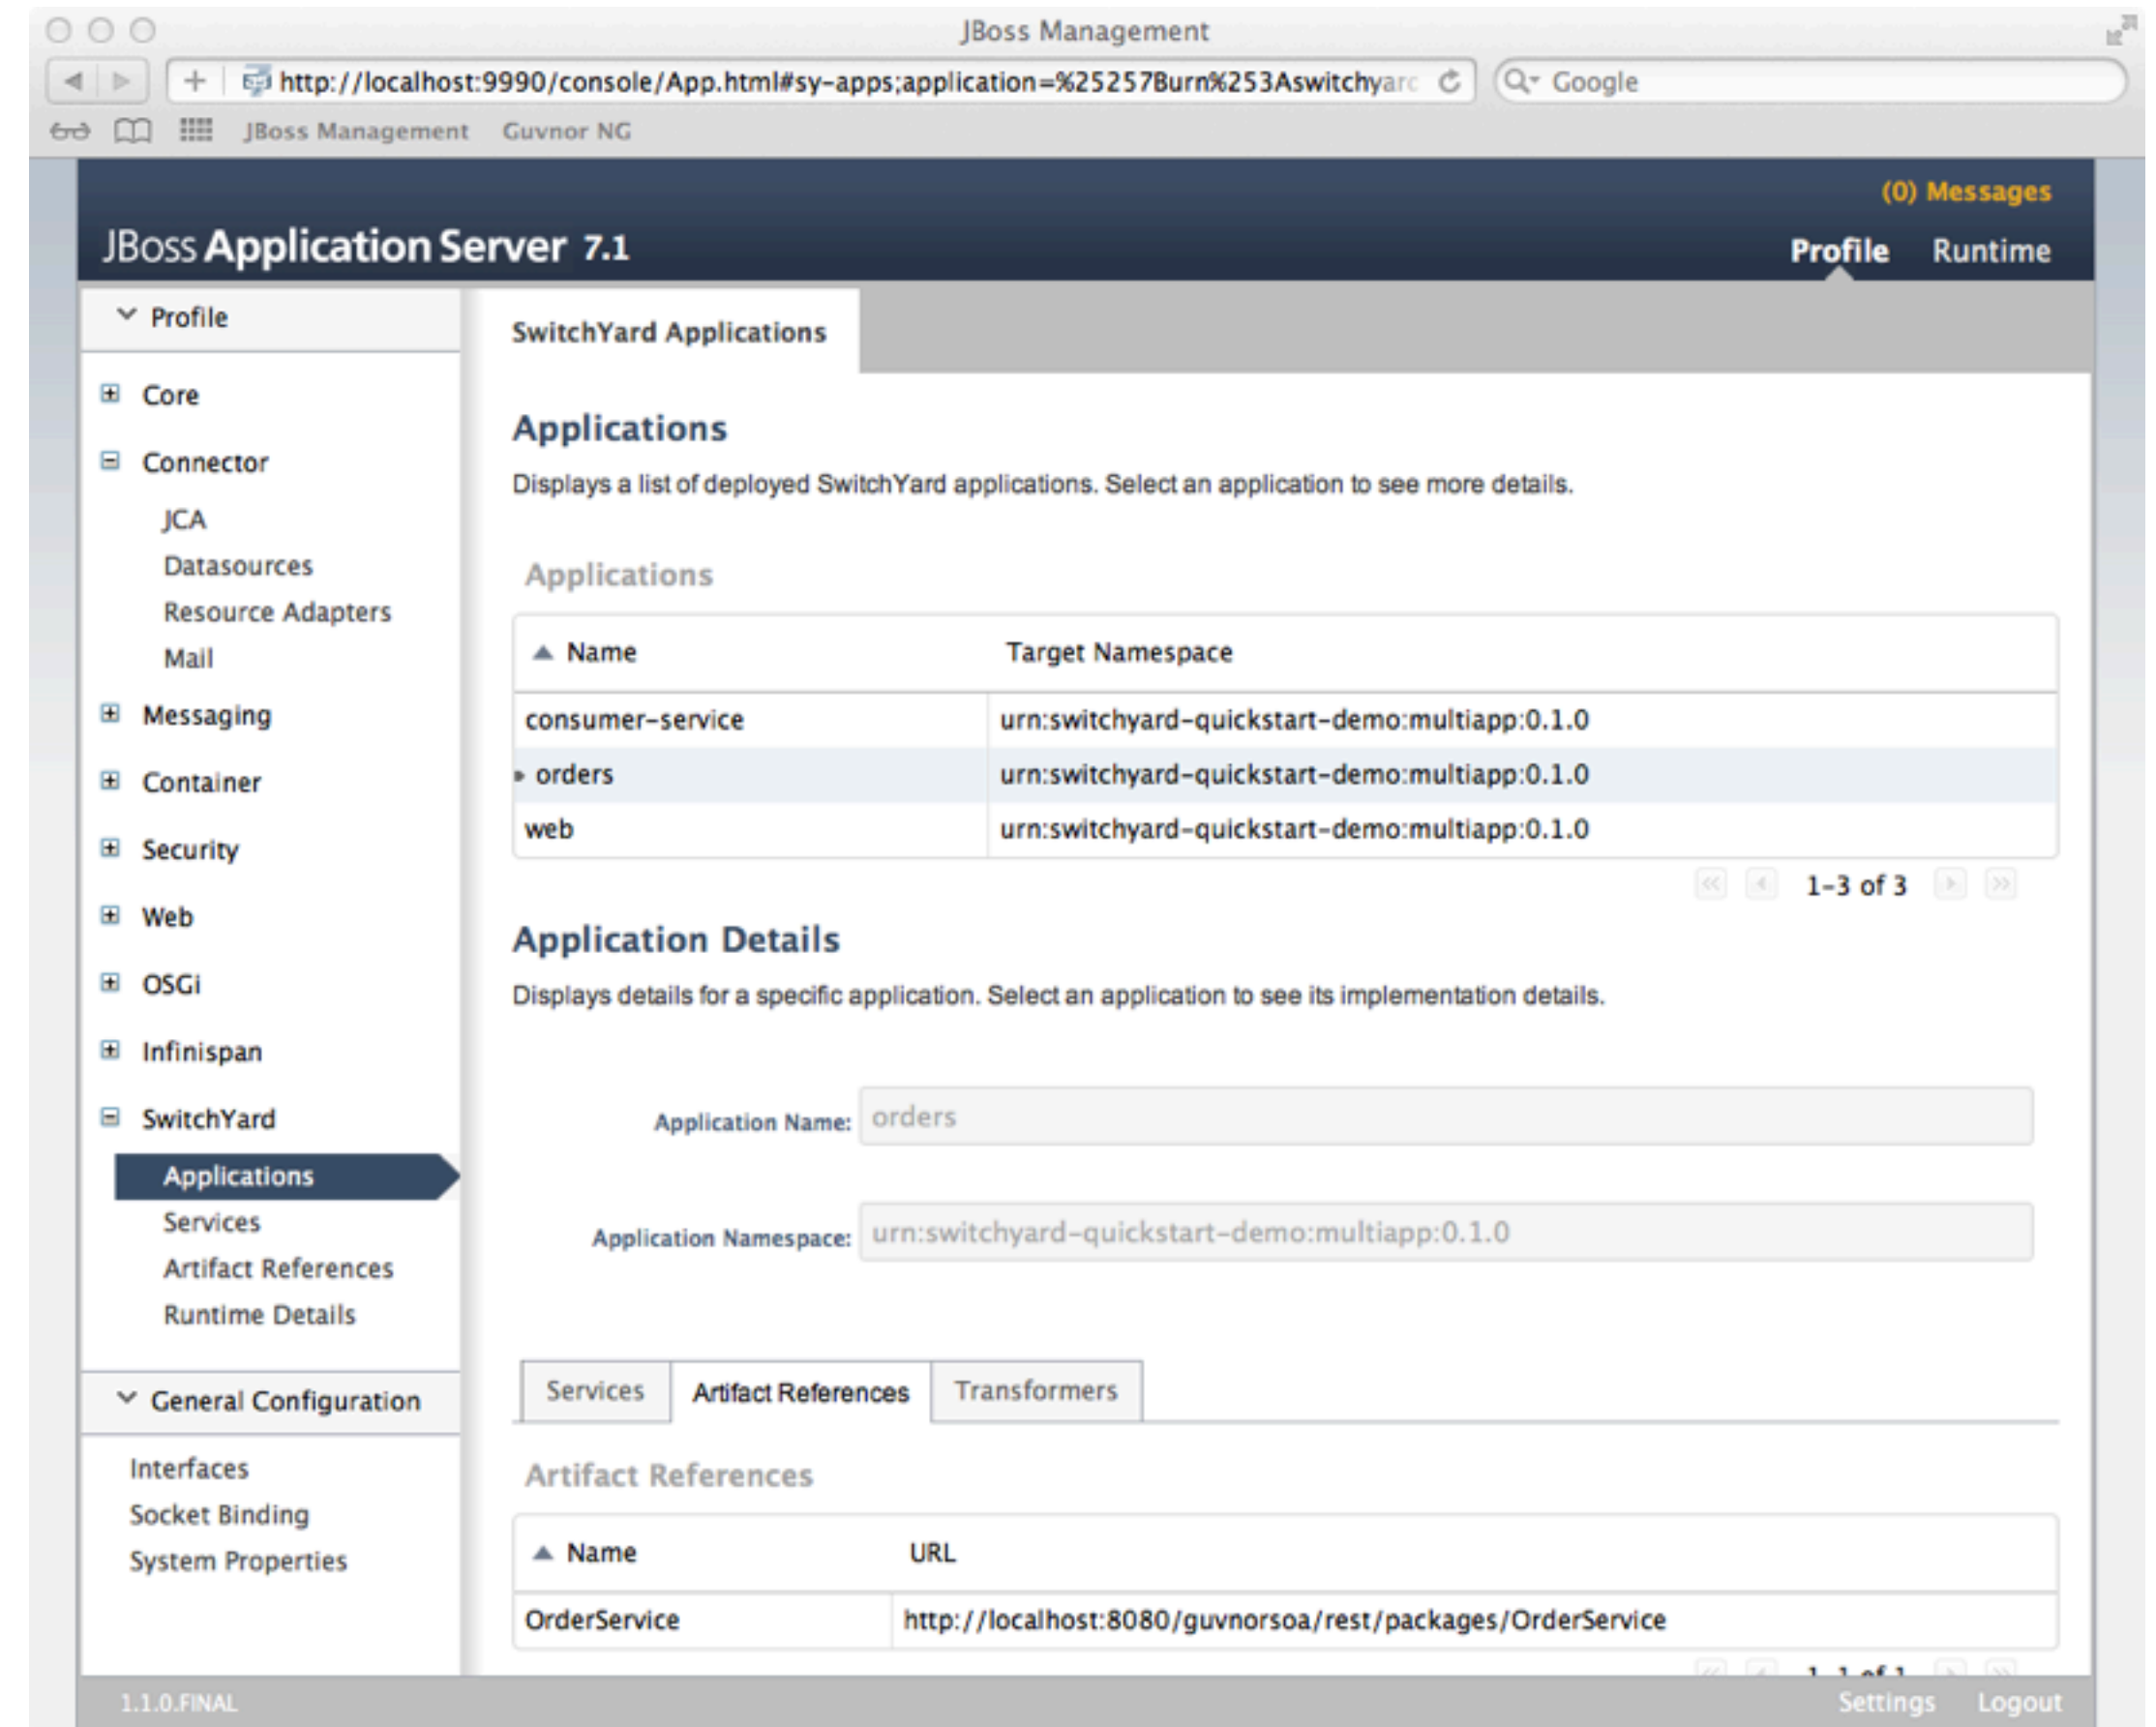 JBoss Management
http://localhost:9990/console/App.html#sy-apps;application=%25257Burn%253Aswitchyard
Google
JBoss Management Guvnor NG
(0) Messages
JBoss Application Server 7.1
Profile Runtime
Profile
Core
Connector
JCA
Datasources
Resource Adapters
Mail
Messaging
Container
Security
Web
OSGi
Infinispan
SwitchYard
Applications
Services
Artifact References
Runtime Details
General Configuration
Interfaces
Socket Binding
System Properties
SwitchYard Applications
Applications
Displays a list of deployed SwitchYard applications. Select an application to see more details.
Applications
Name Target Namespace
consumer-service urn:switchyard-quickstart-demo:multiapp:0.1.0
orders urn:switchyard-quickstart-demo:multiapp:0.1.0
web urn:switchyard-quickstart-demo:multiapp:0.1.0
1-3 of 3
Application Details
Displays details for a specific application. Select an application to see its implementation details.
Application Name: orders
Application Namespace: urn:switchyard-quickstart-demo:multiapp:0.1.0
Services Artifact References Transformers
Artifact References
Name URL
OrderService http://localhost:8080/guvnorsoa/rest/packages/OrderService
1-1 of 1
1.1.0.FINAL
Settings Logout